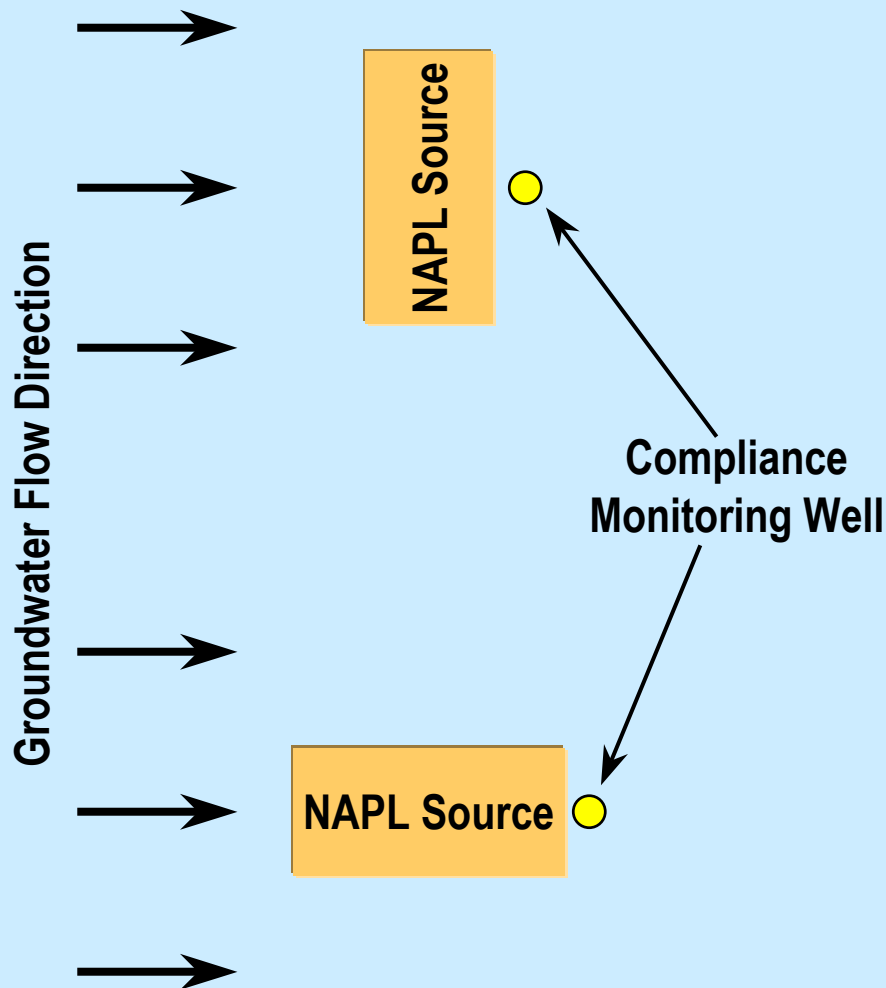 Groundwater Flow Direction
NAPL Source
Compliance
Monitoring Well
NAPL Source